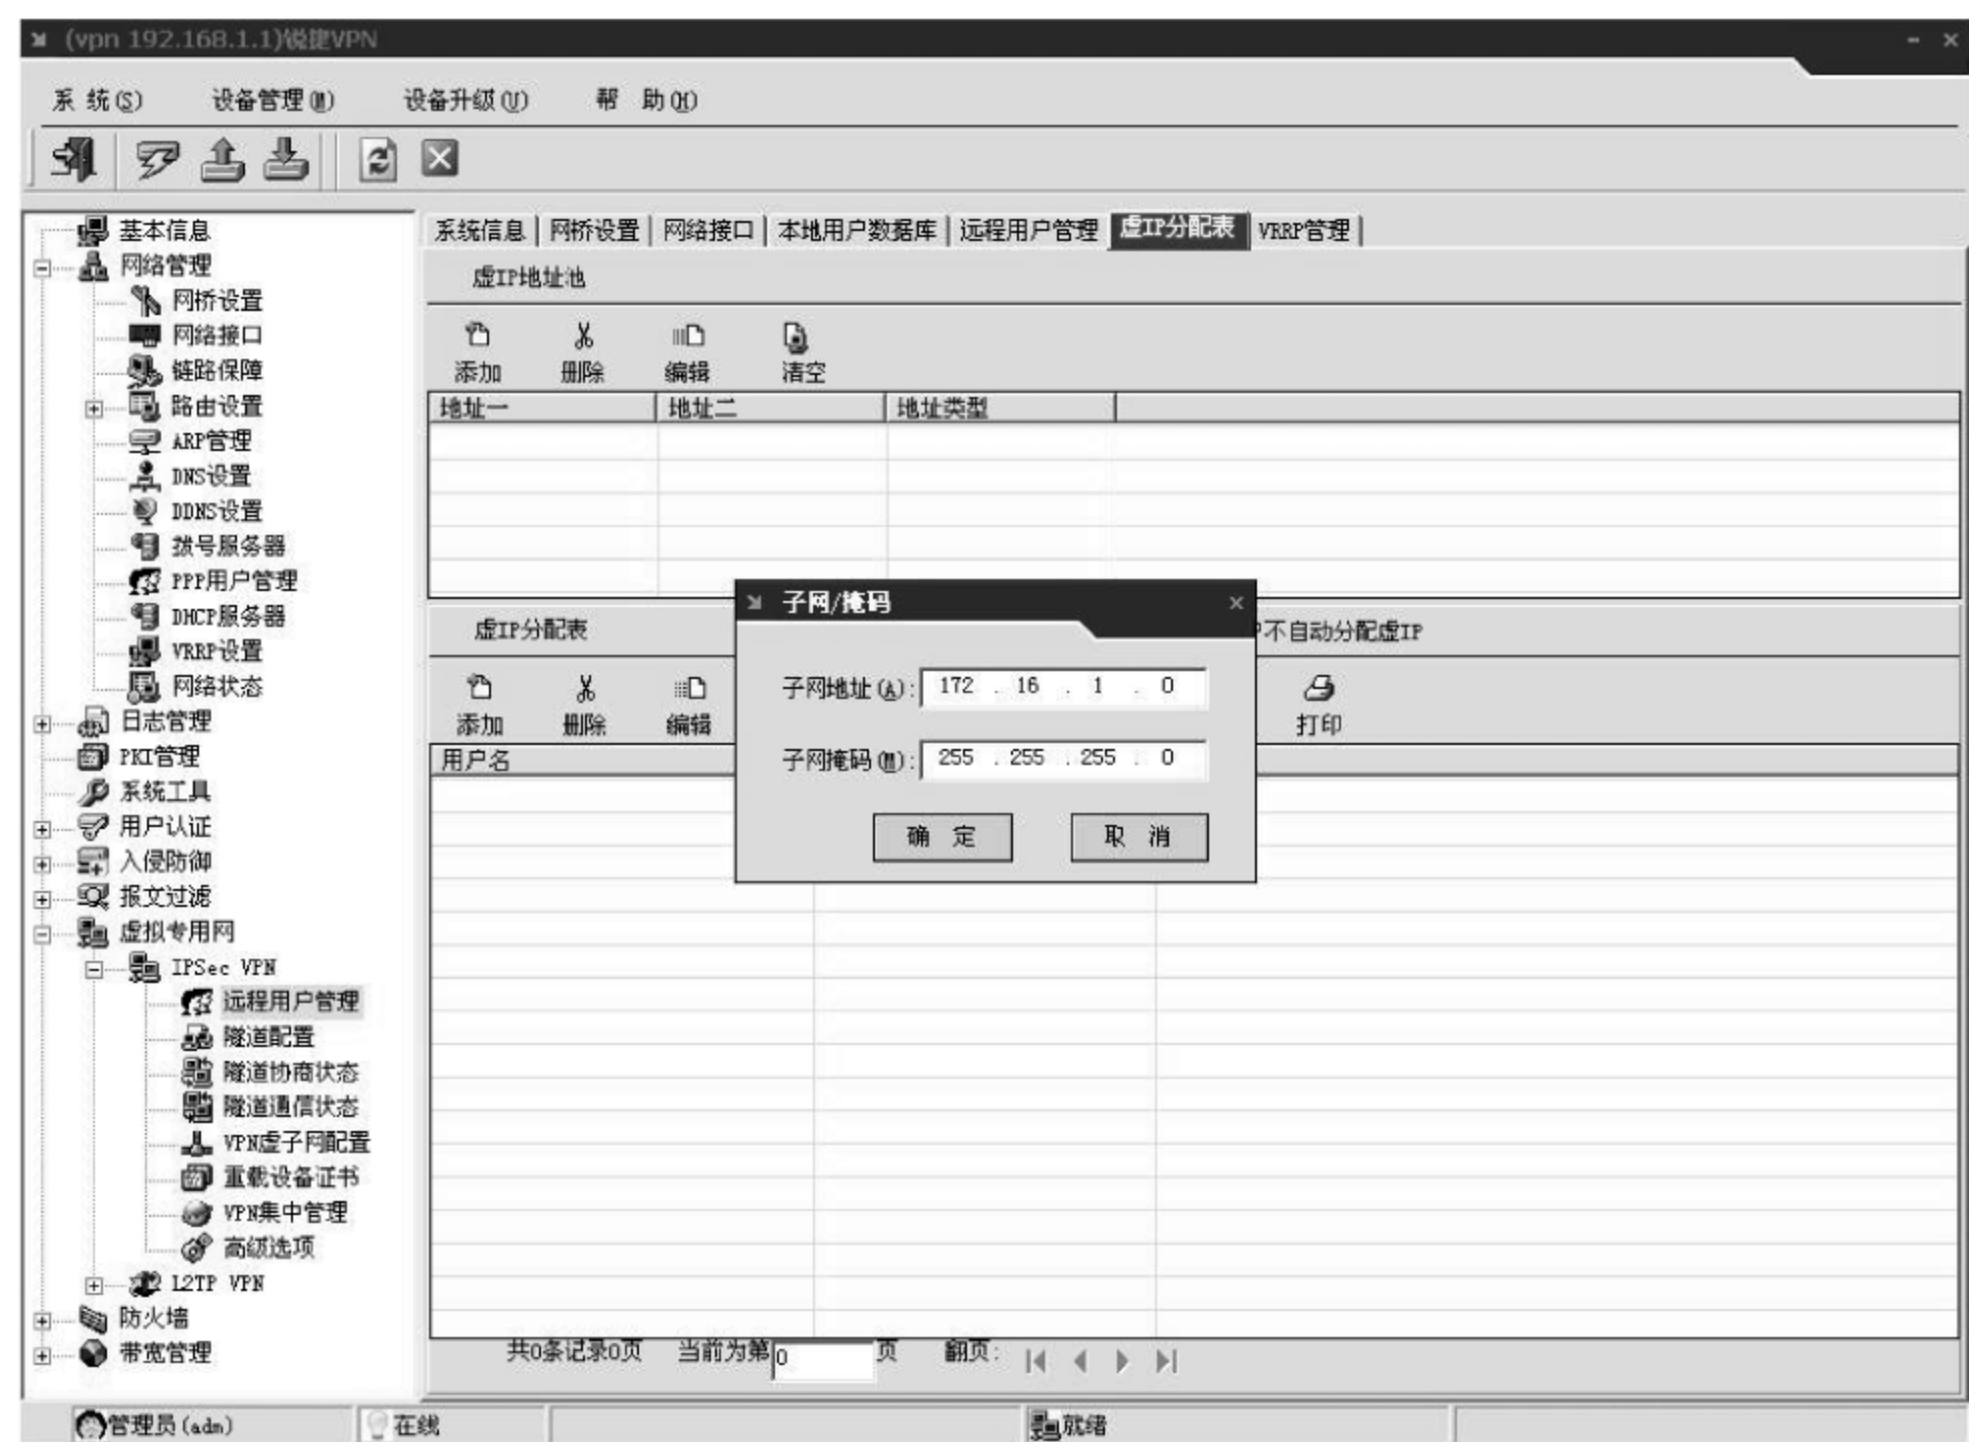 (vpn 192.168.1.1)锐捷VPN
系 统(S) 设备管理(M) 设备升级(U) 帮 助(H)
基本信息
网络管理
网桥设置
网络接口
链路保障
路由设置
ARP管理
DNS设置
DDNS设置
拨号服务器
PPP用户管理
DHCP服务器
VRRP设置
网络状态
日志管理
PKI管理
系统工具
用户认证
入侵防御
报文过滤
虚拟专用网
IPSec VPN
远程用户管理
隧道配置
隧道协商状态
隧道通信状态
VPN虚子网配置
重载设备证书
VPN集中管理
高级选项
L2TP VPN
防火墙
带宽管理
系统信息 网桥设置 网络接口 本地用户数据库 远程用户管理 虚IP分配表 VRRP管理
虚IP地址池
添加 删除 编辑 清空
地址一 地址二 地址类型
虚IP分配表 不自动分配虚IP
添加 删除 编辑 打印
用户名
子网/掩码
子网地址(A): 172 . 16 . 1 . 0
子网掩码(M): 255 . 255 . 255 . 0
确 定 取 消
共0条记录0页 当前为第0 页 翻页:
管理员(adm) 在线 就绪